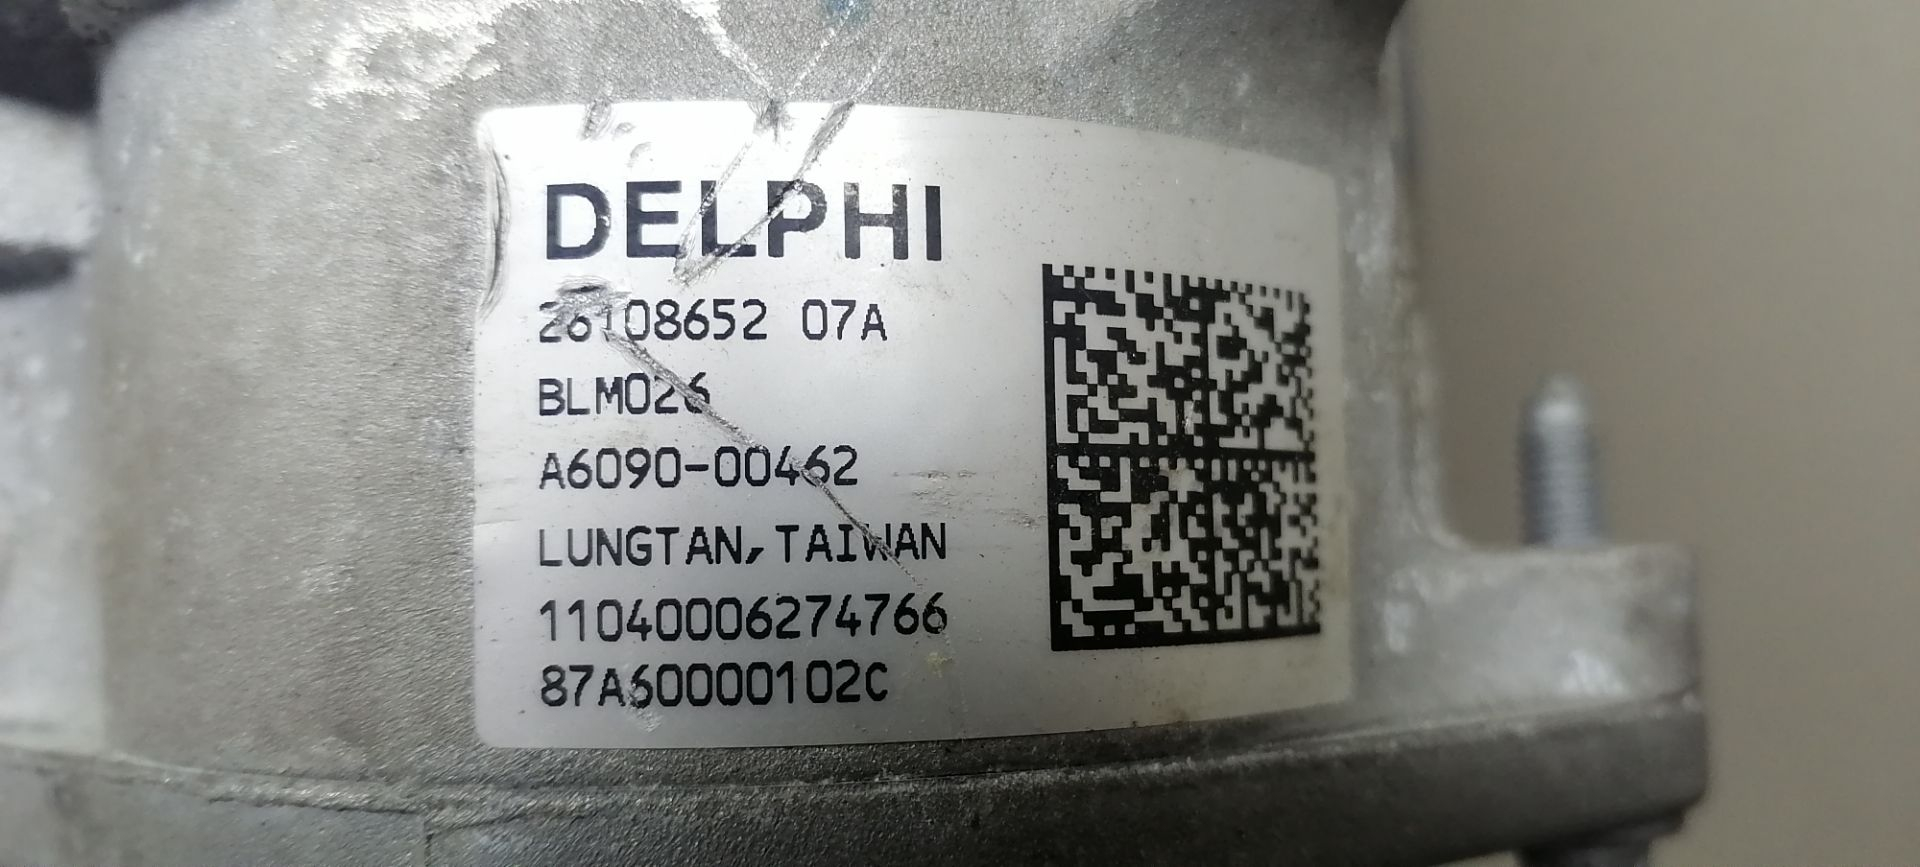 DELPHI
26108652 07A
BLM026
A6090-00462
LUNGTAN, TAIWAN
11040006274766
87A60000102C